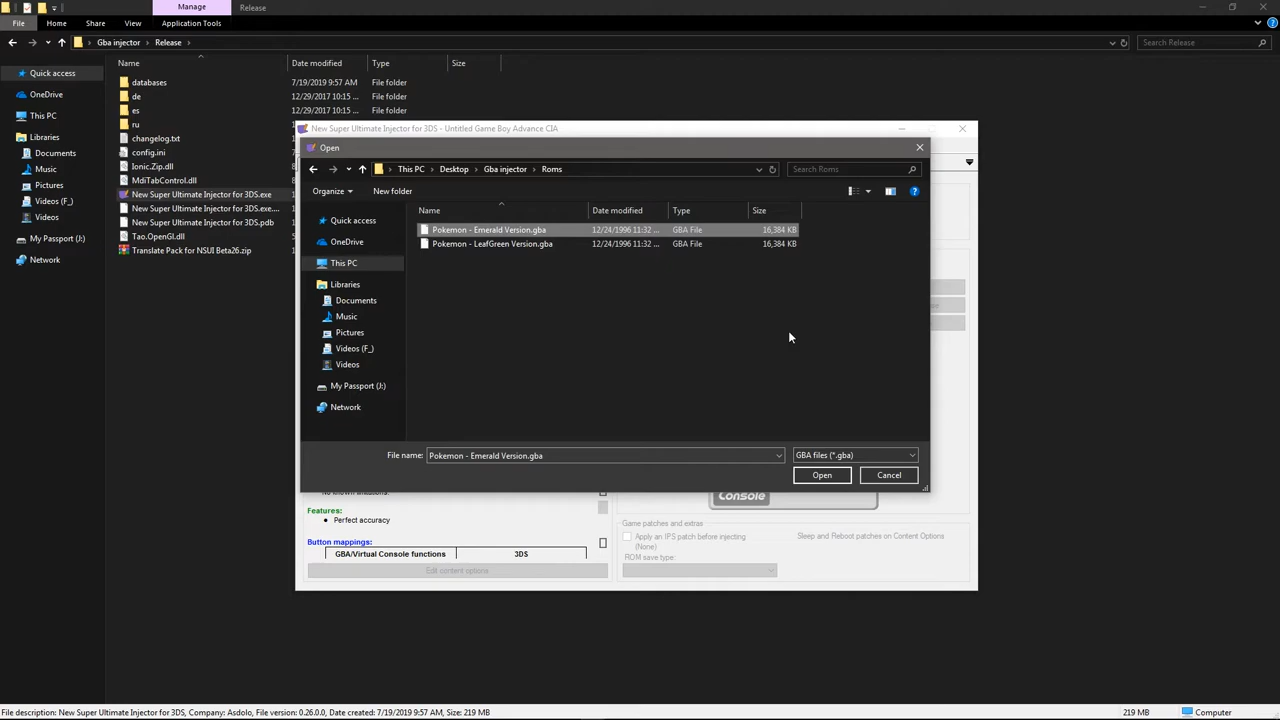 Manage
Release
File
Home
Share
View
Application Tools
Gba injector
Release
Search Release
Name
Date modified
Type
Size
Quick access
OneDrive
This PC
Libraries
Documents
Music
Pictures
Videos (F_)
Videos
My Passport (J:)
Network
databases 7/19/2019 9:57 AM File folder
de 12/29/2017 10:15 ... File folder
es 12/29/2017 10:15 ... File folder
ru
changelog.txt
config.ini
Ionic.Zip.dll
MdiTabControl.dll
New Super Ultimate Injector for 3DS.exe
New Super Ultimate Injector for 3DS.exe....
New Super Ultimate Injector for 3DS.pdb
Tao.OpenGl.dll
Translate Pack for NSUI Beta26.zip
New Super Ultimate Injector for 3DS - Untitled Game Boy Advance CIA
Open
This PC
Desktop
Gba injector
Roms
Search Roms
Organize
New folder
Quick access
OneDrive
This PC
Libraries
Documents
Music
Pictures
Videos (F_)
Videos
My Passport (J:)
Network
Name Date modified Type Size
Pokemon - Emerald Version.gba 12/24/1996 11:32 ... GBA File 16,384 KB
Pokemon - LeafGreen Version.gba 12/24/1996 11:32 ... GBA File 16,384 KB
File name: Pokemon - Emerald Version.gba
GBA files (*.gba)
Open
Cancel
Features:
Perfect accuracy
Button mappings:
GBA/Virtual Console functions 3DS
Edit content options
Console
Game patches and extras
Apply an IPS patch before injecting
(None)
Sleep and Reboot patches on Content Options
ROM save type:
File description: New Super Ultimate Injector for 3DS, Company: Asdolo, File version: 0.26.0.0 Date created: 7/19/2019 9:57 AM, Size: 219 MB
219 MB
Computer